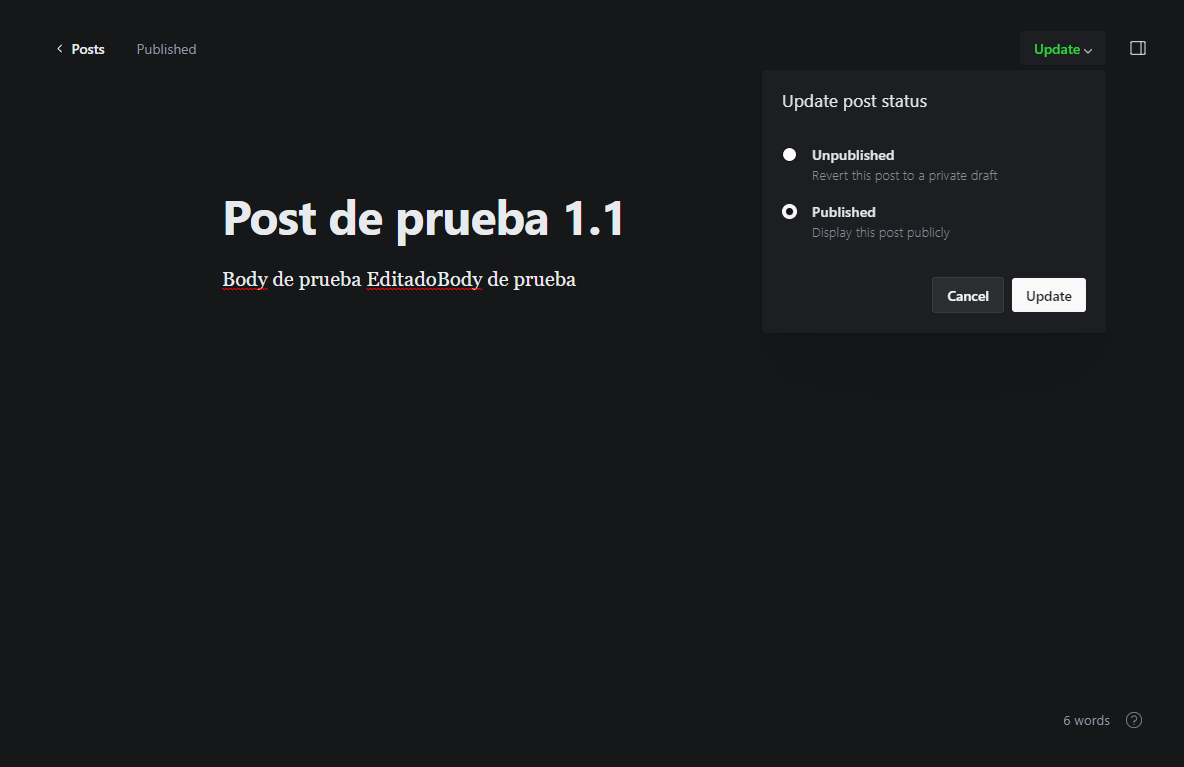 Posts Published Update
Update post status
Unpublished
Revert this post to a private draft
Published
Display this post publicly
Cancel Update
Post de prueba 1.1
Body de prueba EditadoBody de prueba
6 words ?